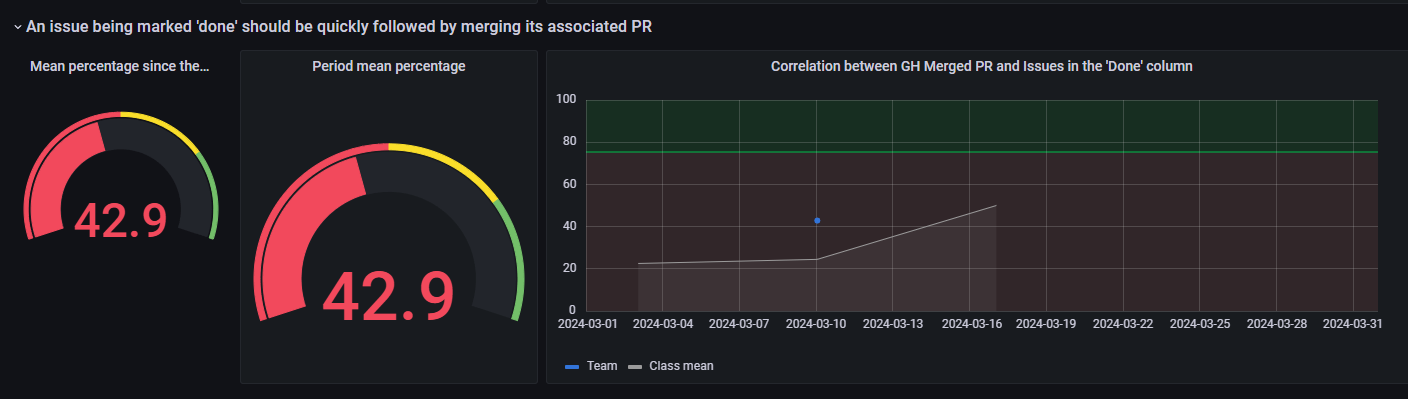 An issue being marked 'done' should be quickly followed by merging its associated PR
Mean percentage since the...
Period mean percentage
Correlation between GH Merged PR and Issues in the 'Done' column
42.9
42.9
100
80
60
40
20
0
2024-03-01 2024-03-04 2024-03-07 2024-03-10 2024-03-13 2024-03-16 2024-03-19 2024-03-22 2024-03-25 2024-03-28 2024-03-31
Team Class mean